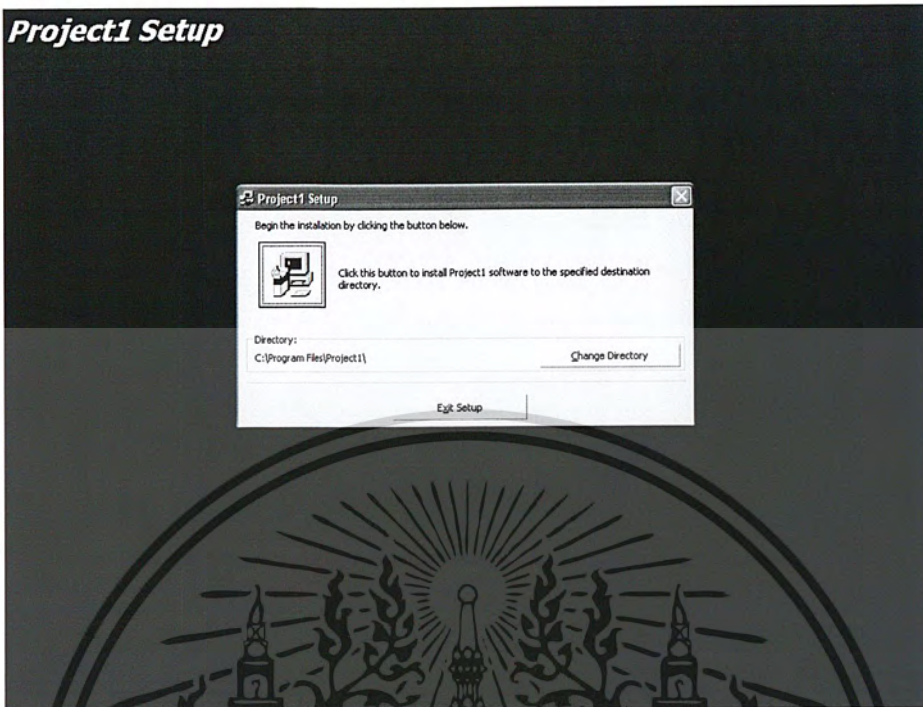 Project1 Setup
Project1 Setup
Begin the instalation by clicking the button below.
Click this button to install Project1 software to the specified destination
directory.
Directory:
C:\Program Files\Project1\
Change Directory
Exit Setup